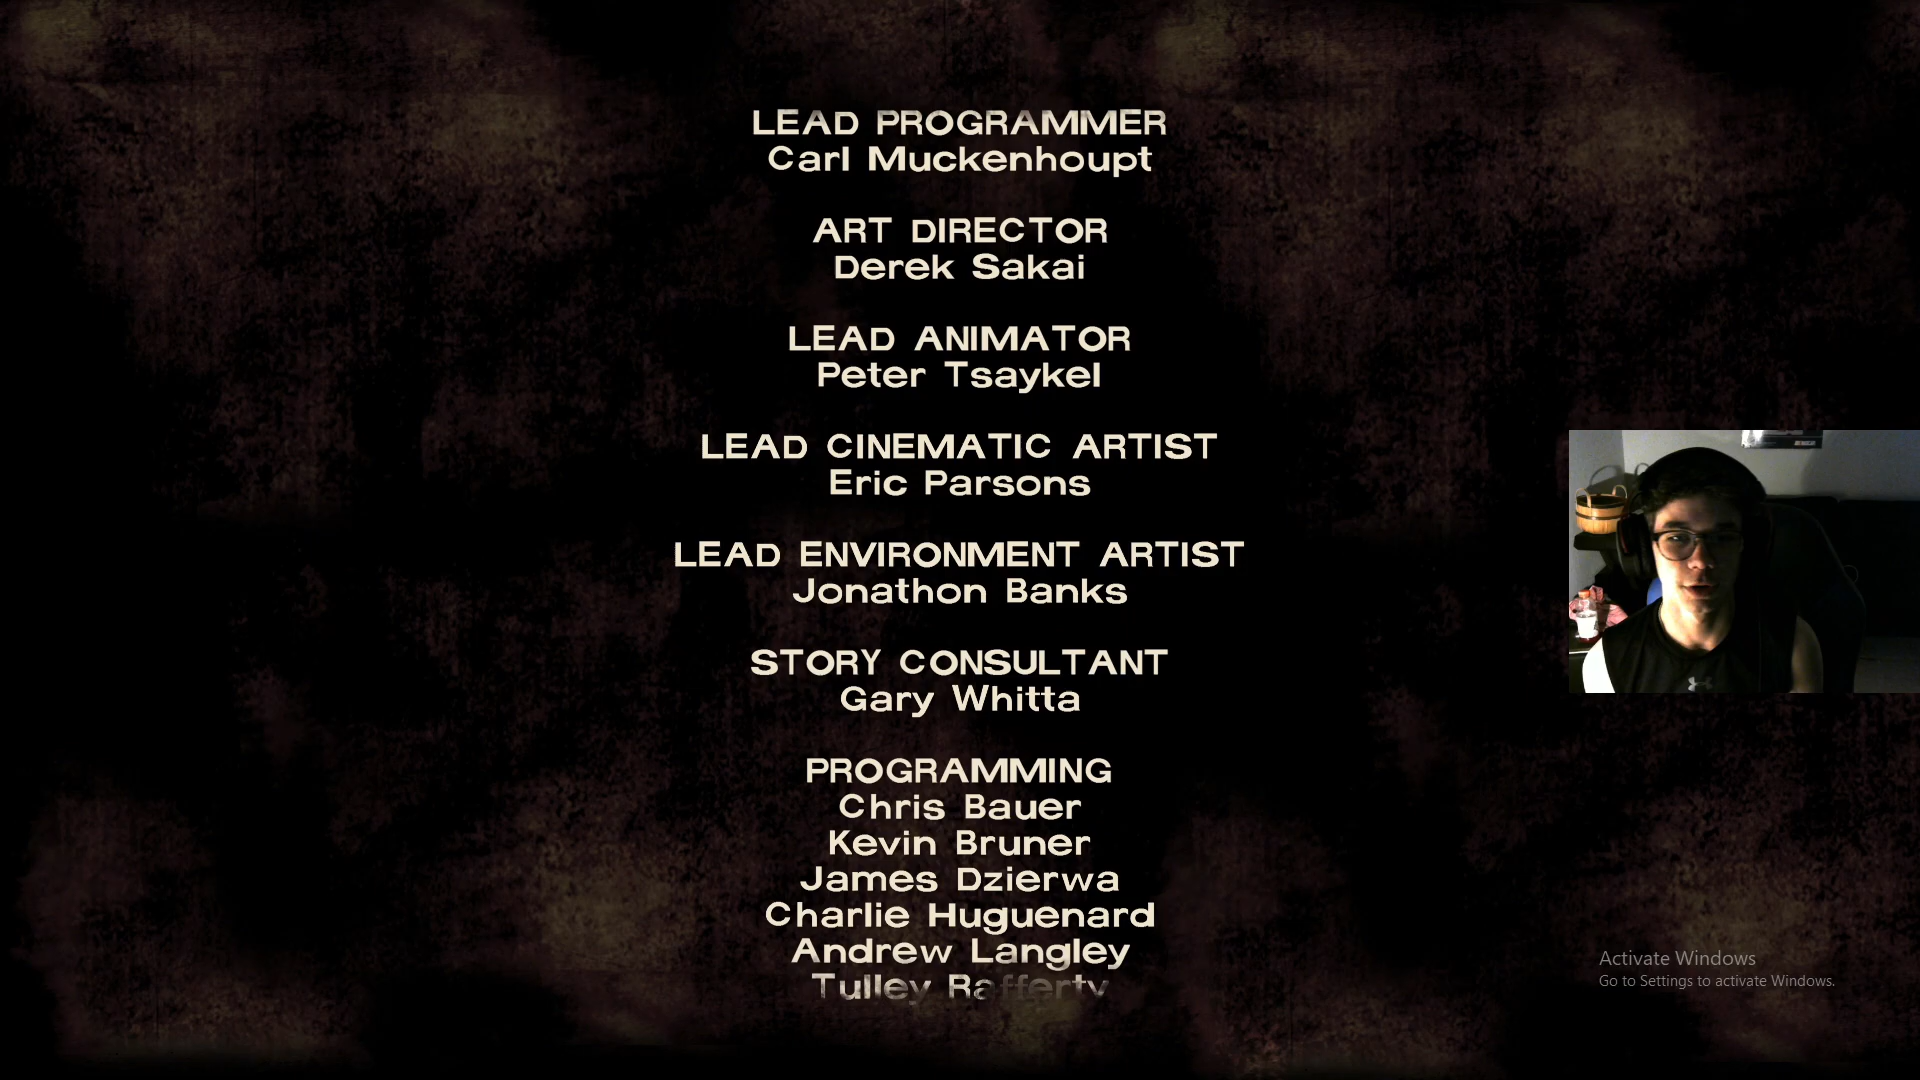 LEAD PROGRAMMER
Carl Muckenhoupt
ART DIRECTOR
Derek Sakai
LEAD ANIMATOR
Peter Tsaykel
LEAD CINEMATIC ARTIST
Eric Parsons
LEAD ENVIRONMENT ARTIST
Jonathon Banks
STORY CONSULTANT
Gary Whitta
PROGRAMMING
Chris Bauer
Kevin Bruner
James Dzierwa
Charlie Huguenard
Andrew Langley
Tulley Rafferty
Activate Windows
Go to Settings to activate Windows.